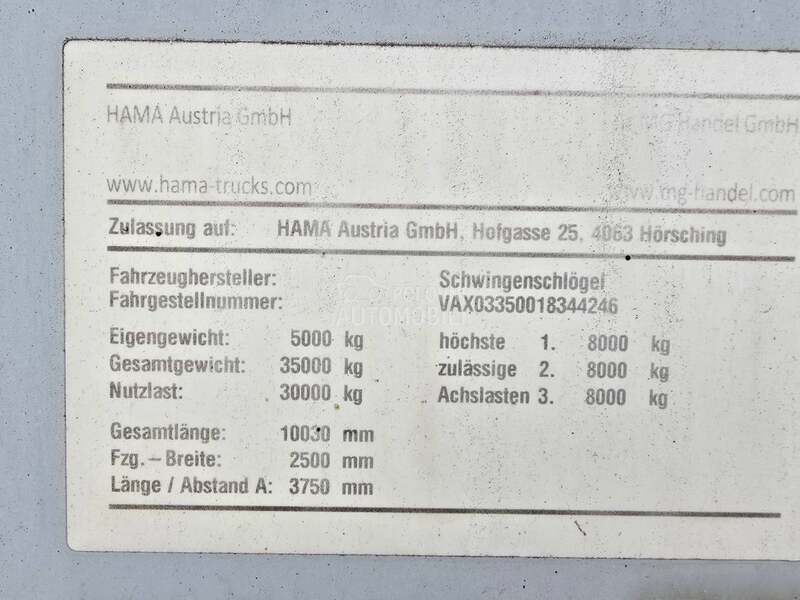 HAMA Austria GmbH
MG Handel GmbH
www.hama-trucks.com
www.mg-handel.com
Zulassung auf: HAMA Austria GmbH, Hofgasse 25, 4063 Hörsching
Fahrzeughersteller: Schwingenschlögel
Fahrgestellnummer: VAX03350018344246
Eigengewicht: 5000 kg höchste 1. 8000 kg
Gesamtgewicht: 35000 kg zulässige 2. 8000 kg
Nutzlast: 30000 kg Achslasten 3. 8000 kg
Gesamtlänge: 10030 mm
Fzg.-Breite: 2500 mm
Länge / Abstand A: 3750 mm